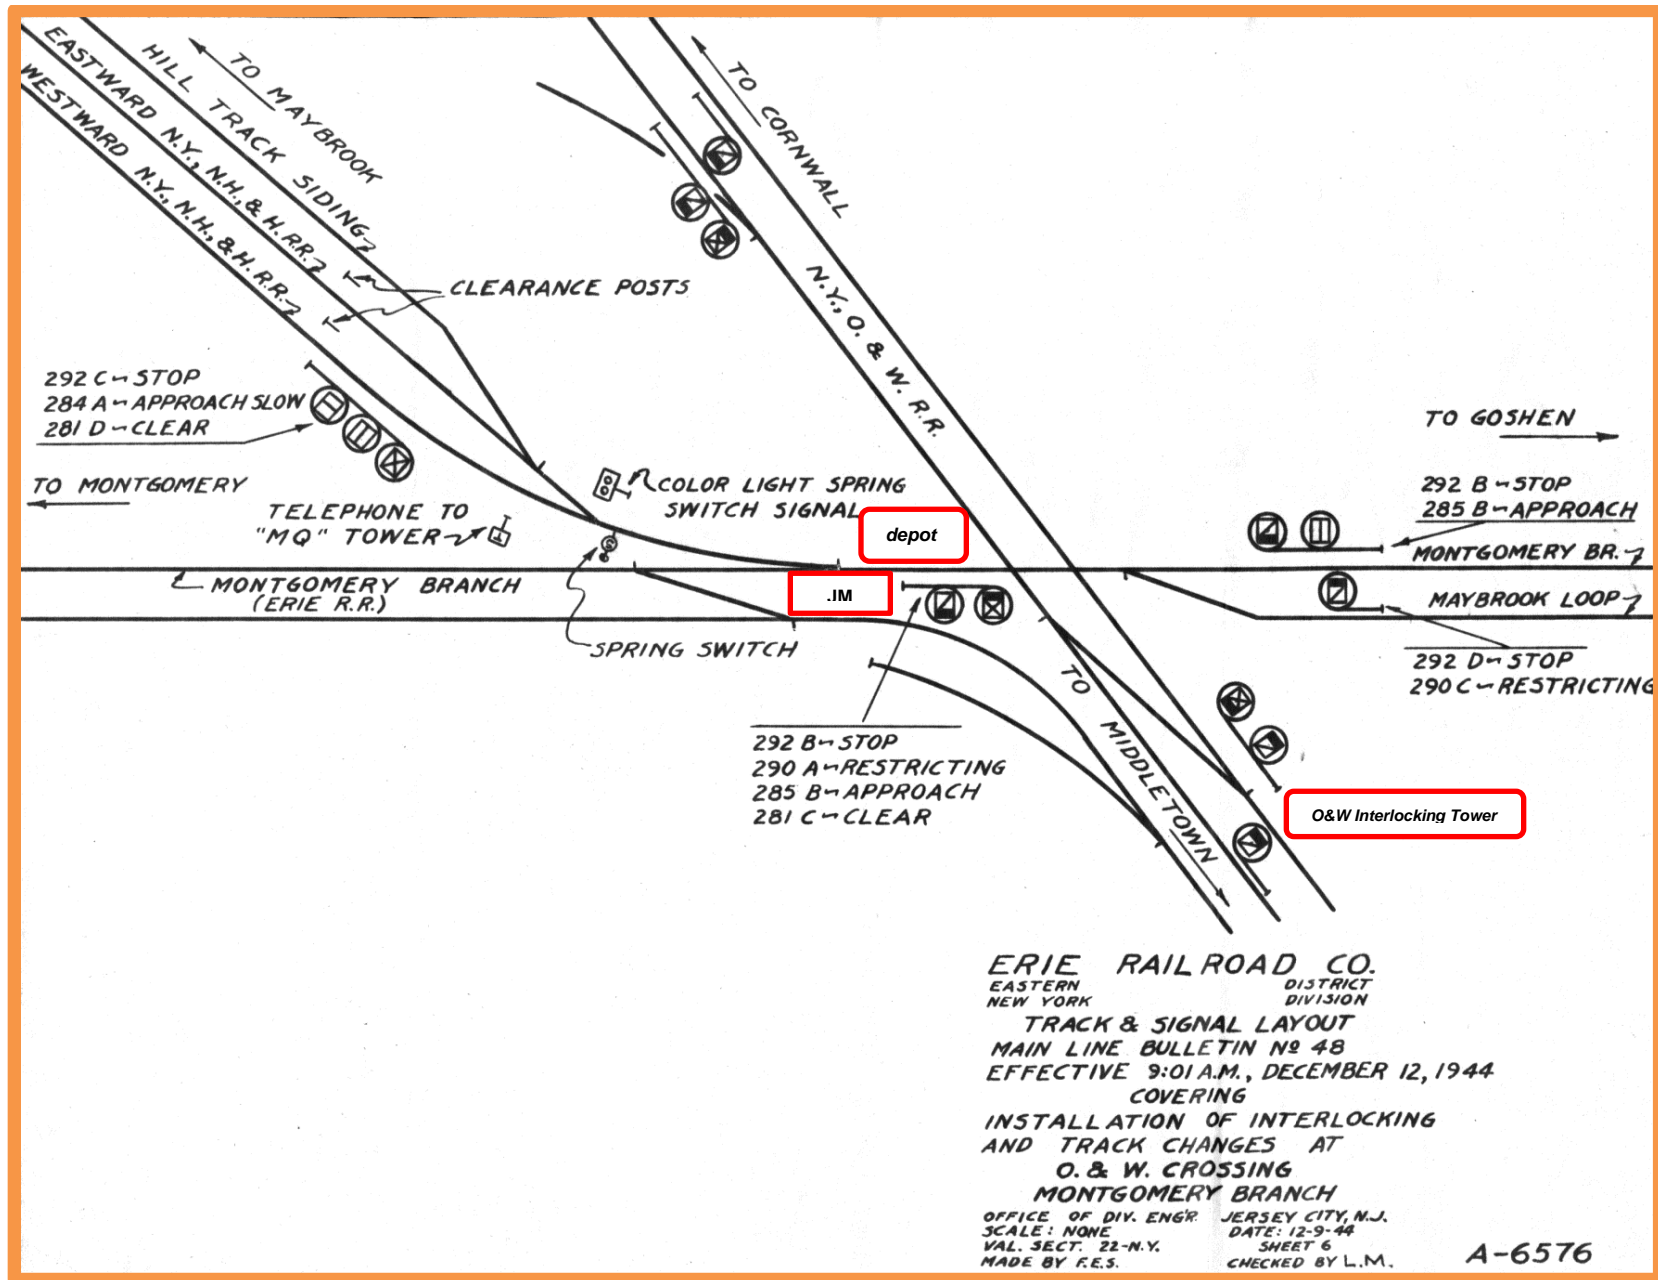 TO MAYBROOK
HILL TRACK SIDING
EASTWARD N.Y., N.H., & H. R.R.
WESTWARD N.Y., N.H., & H. R.R.
TO CORNWALL
N.Y., O. & W. R.R.
CLEARANCE POSTS
292 C - STOP
284 A - APPROACH SLOW
281 D - CLEAR
TO MONTGOMERY
TELEPHONE TO
"MQ" TOWER
COLOR LIGHT SPRING
SWITCH SIGNAL
depot
TO GOSHEN
292 B - STOP
285 B - APPROACH
MONTGOMERY BR.
MONTGOMERY BRANCH
(ERIE R.R.)
.JM
MAYBROOK LOOP
SPRING SWITCH
292 D - STOP
290 C - RESTRICTING
TO MIDDLETOWN
292 B - STOP
290 A - RESTRICTING
285 B - APPROACH
281 C - CLEAR
O&W Interlocking Tower
ERIE RAILROAD CO.
EASTERN DISTRICT
NEW YORK DIVISION
TRACK & SIGNAL LAYOUT
MAIN LINE BULLETIN Nº 48
EFFECTIVE 9:01 A.M., DECEMBER 12, 1944
COVERING
INSTALLATION OF INTERLOCKING
AND TRACK CHANGES AT
O. & W. CROSSING
MONTGOMERY BRANCH
OFFICE OF DIV. ENG'R. JERSEY CITY, N.J.
SCALE: NONE DATE: 12-9-44
VAL. SECT. 22-N.Y. SHEET 6
MADE BY F.E.S. CHECKED BY L.M.
A-6576